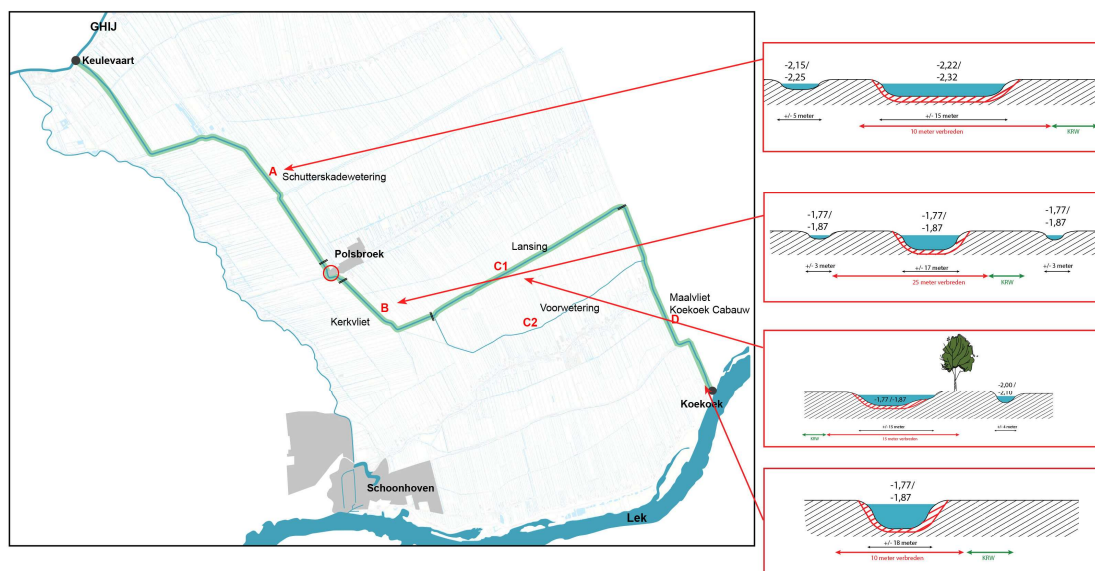 GHIJ
Keulevaart
A
Schutterskadewetering
Polsbroek
Lansing
C1
B
Kerkvliet
Voorwetering
C2
Maalvliet
Koekoek Cabauw
D
Koekoek
Schoonhoven
Lek
-2,15/
-2,25
-2,22/
-2,32
+/- 5 meter
+/- 15 meter
10 meter verbreden
KRW
-1,77/
-1,87
-1,77/
-1,87
-1,77/
-1,87
+/- 3 meter
+/- 17 meter
+/- 3 meter
25 meter verbreden
KRW
-2,00 /
-2,10
-1,77 /-1,87
+/- 15 meter
+/- 4 meter
KRW
15 meter verbreden
-1,77/
-1,87
+/- 18 meter
10 meter verbreden
KRW